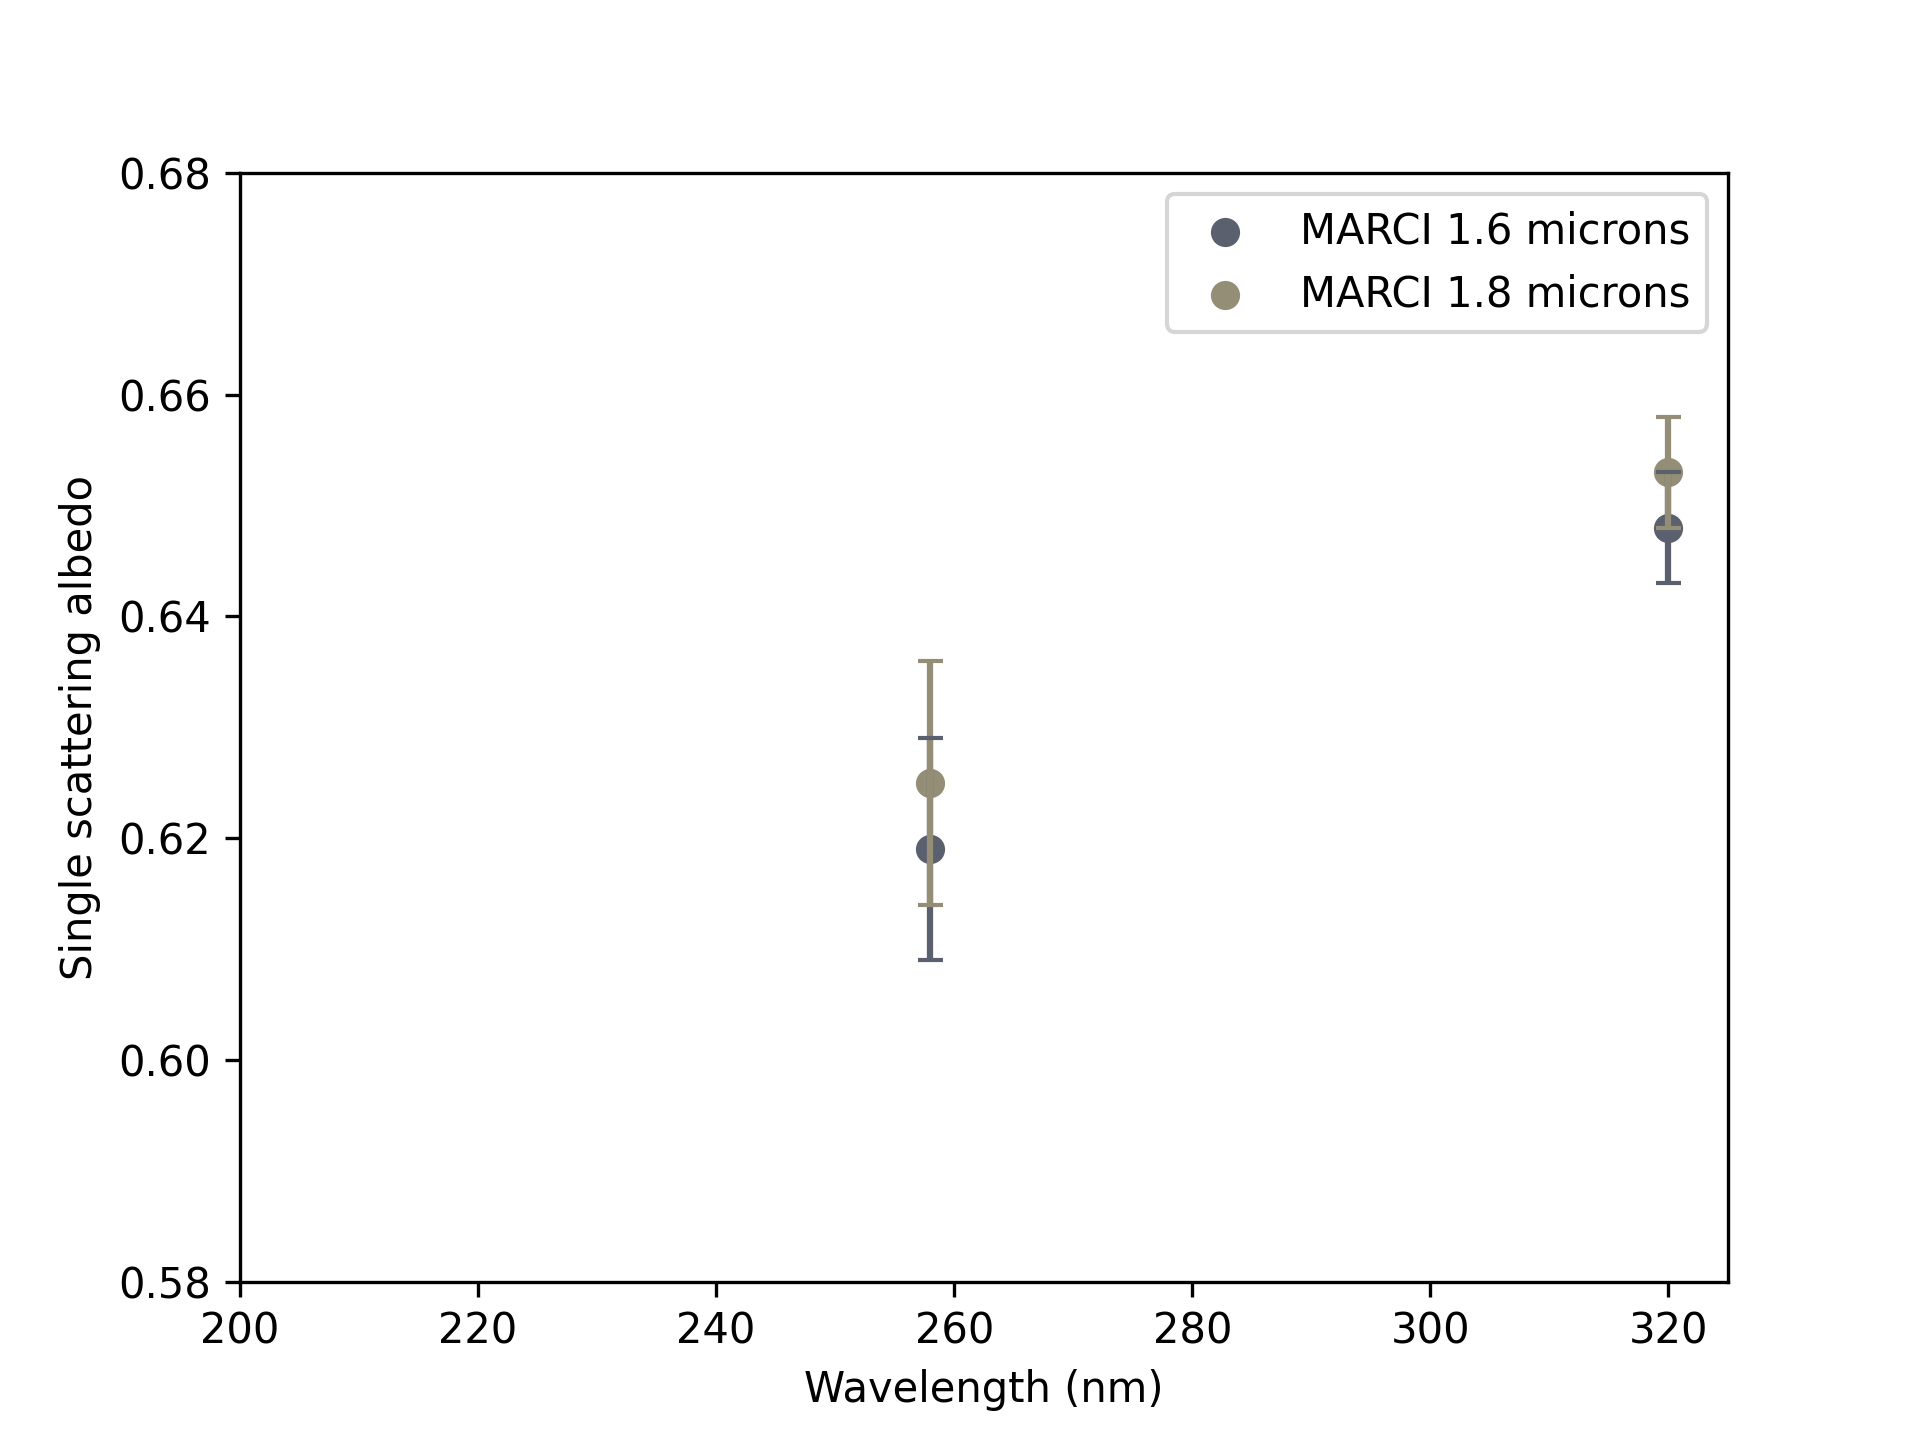 MARCI 1.6 microns
MARCI 1.8 microns
0.68
0.66
0.64
0.62
0.60
0.58
Single scattering albedo
200 220 240 260 280 300 320
Wavelength (nm)